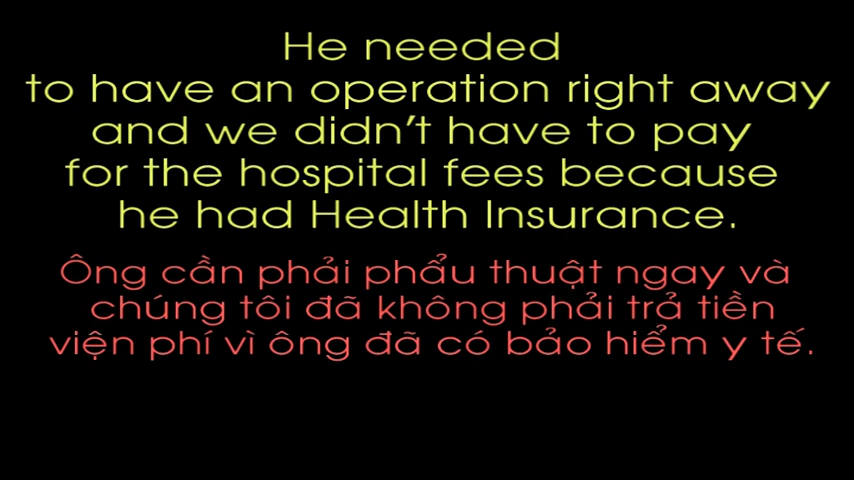 He needed
to have an operation right away
and we didn't have to pay
for the hospital fees because
he had Health Insurance.
Ông cần phải phẩu thuật ngay và
chúng tôi đã không phải trả tiền
viện phí vì ông đã có bảo hiểm y tế.